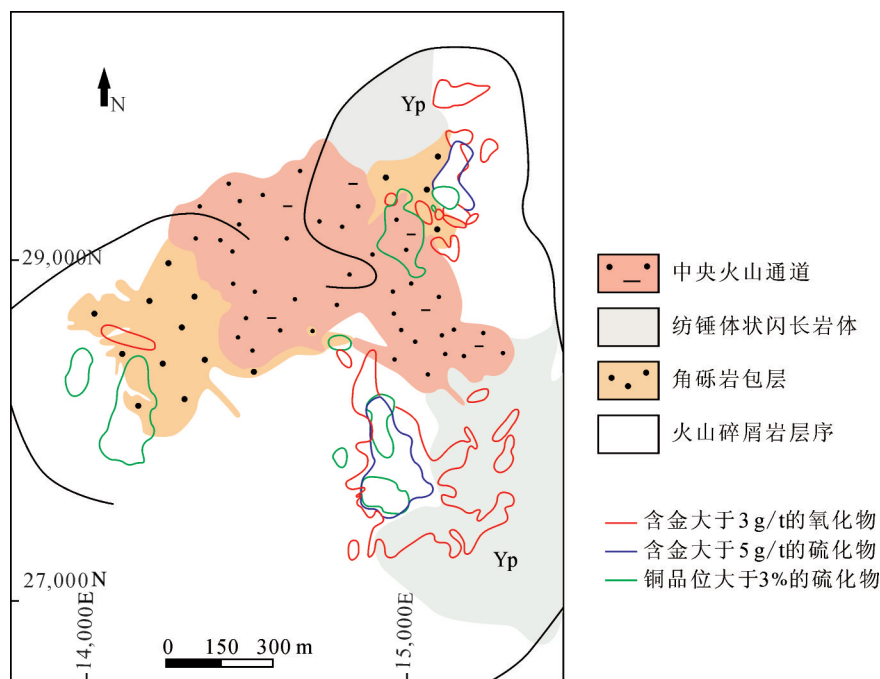 Yp
N
29,000N
27,000N
Yp
14,000E
15,000E
0 150 300 m
中央火山通道
纺锤体状闪长岩体
角砾岩包层
火山碎屑岩层序
含金大于3 g/t的氧化物
含金大于5 g/t的硫化物
铜品位大于3%的硫化物